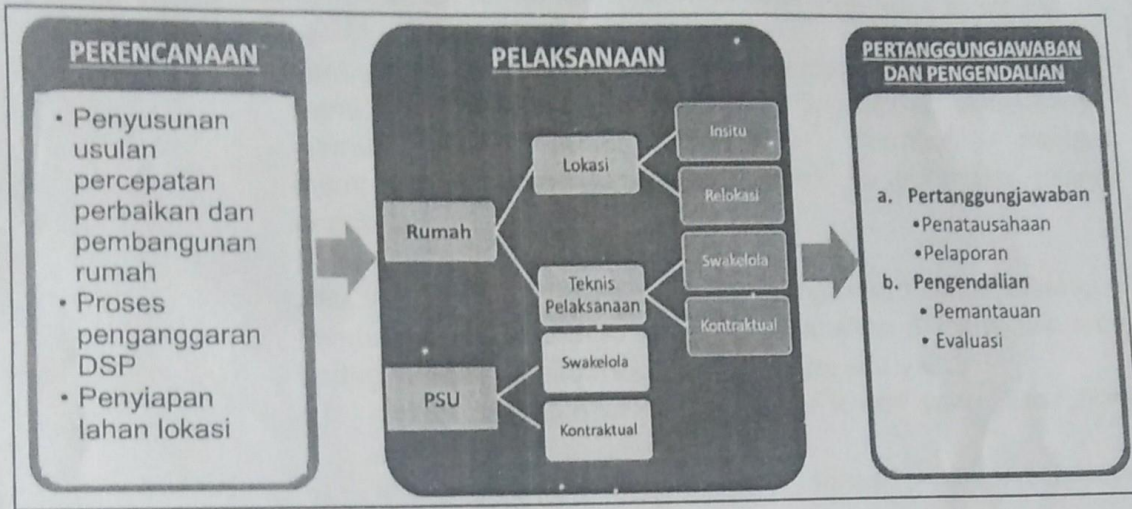 PERENCANAAN
• Penyusunan
usulan
percepatan
perbaikan dan
pembangunan
rumah
• Proses
penganggaran
DSP
• Penyiapan
lahan lokasi
PELAKSANAAN
Rumah
Lokasi
Insitu
Relokasi
Teknis
Pelaksanaan
Swakelola
Kontraktual
PSU
Swakelola
Kontraktual
PERTANGGUNGJAWABAN
DAN PENGENDALIAN
a. Pertanggungjawaban
•Penatausahaan
•Pelaporan
b. Pengendalian
• Pemantauan
• Evaluasi